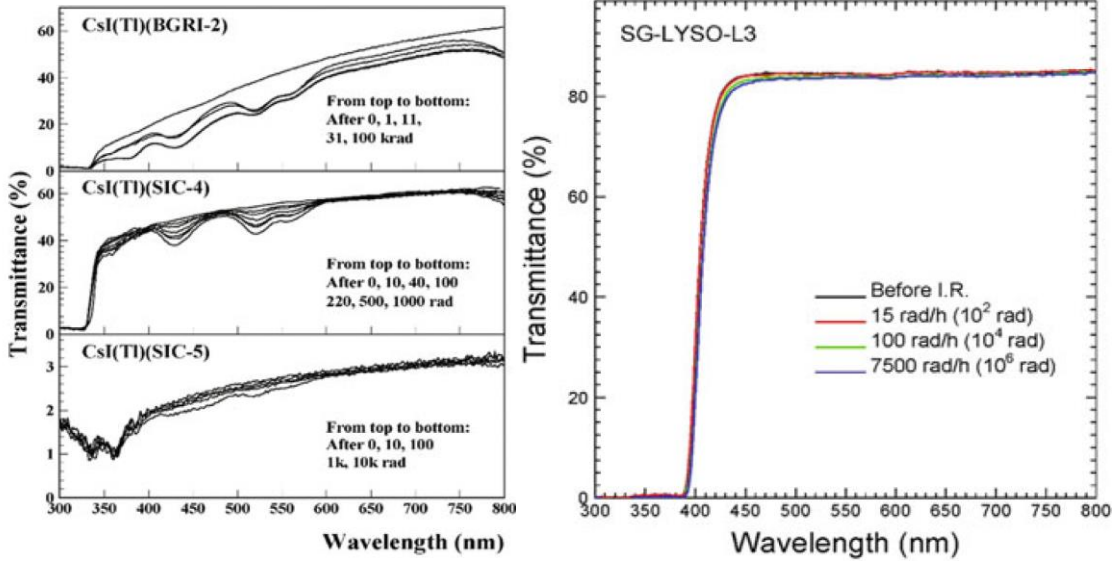 CsI(Tl)(BGRI-2)
60
40
20
0
From top to bottom:
After 0, 1, 11,
31, 100 krad
CsI(Tl)(SIC-4)
60
40
20
0
From top to bottom:
After 0, 10, 40, 100
220, 500, 1000 rad
CsI(Tl)(SIC-5)
3
2
1
0
From top to bottom:
After 0, 10, 100
1k, 10k rad
Transmittance (%)
300 350 400 450 500 550 600 650 700 750 800
Wavelength (nm)
SG-LYSO-L3
80
60
40
20
0
Before I.R.
15 rad/h (10² rad)
100 rad/h (10⁴ rad)
7500 rad/h (10⁶ rad)
Transmittance (%)
300 350 400 450 500 550 600 650 700 750 800
Wavelength (nm)